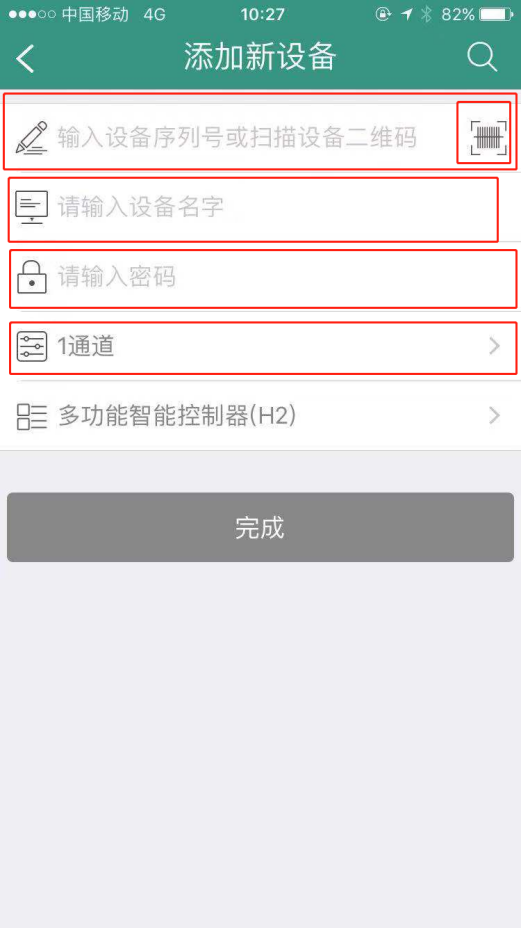 中国移动 4G 10:27 82%
添加新设备
输入设备序列号或扫描设备二维码
请输入设备名字
请输入密码
1通道
多功能智能控制器(H2)
完成